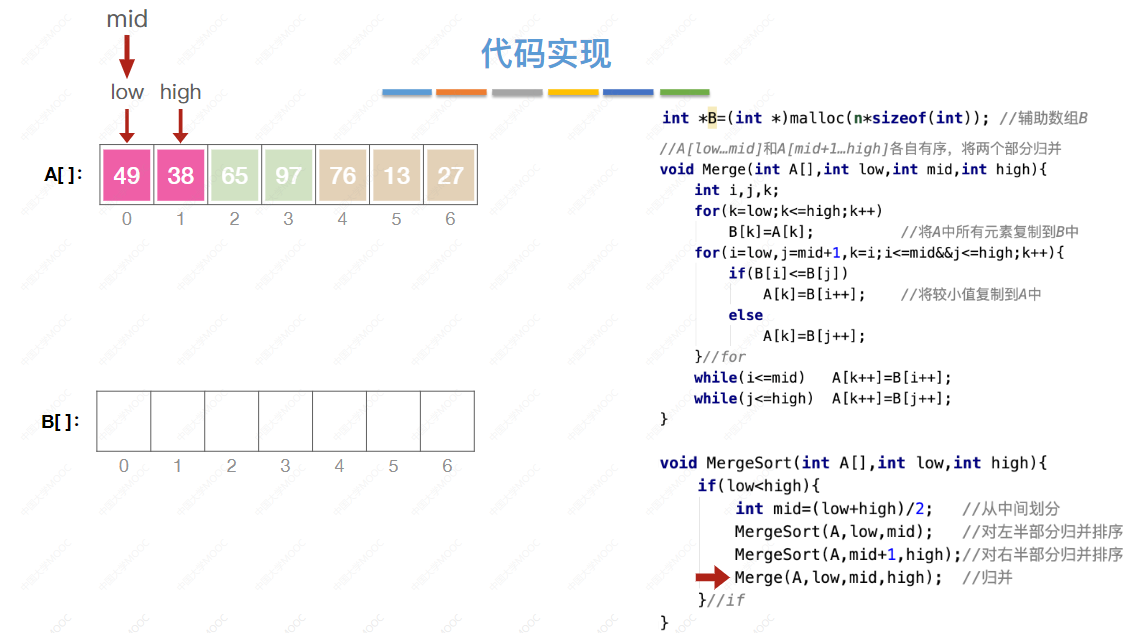 mid
代码实现
low high
A[]:
49 38 65 97 76 13 27
0 1 2 3 4 5 6
B[]:
0 1 2 3 4 5 6
int *B=(int *)malloc(n*sizeof(int)); //辅助数组B
//A[low…mid]和A[mid+1…high]各自有序，将两个部分归并
void Merge(int A[],int low,int mid,int high){
int i,j,k;
for(k=low;k<=high;k++)
B[k]=A[k]; //将A中所有元素复制到B中
for(i=low,j=mid+1,k=i;i<=mid&&j<=high;k++){
if(B[i]<=B[j])
A[k]=B[i++]; //将较小值复制到A中
else
A[k]=B[j++];
}//for
while(i<=mid) A[k++]=B[i++];
while(j<=high) A[k++]=B[j++];
}
void MergeSort(int A[],int low,int high){
if(low<high){
int mid=(low+high)/2; //从中间划分
MergeSort(A,low,mid); //对左半部分归并排序
MergeSort(A,mid+1,high);//对右半部分归并排序
Merge(A,low,mid,high); //归并
}//if
}